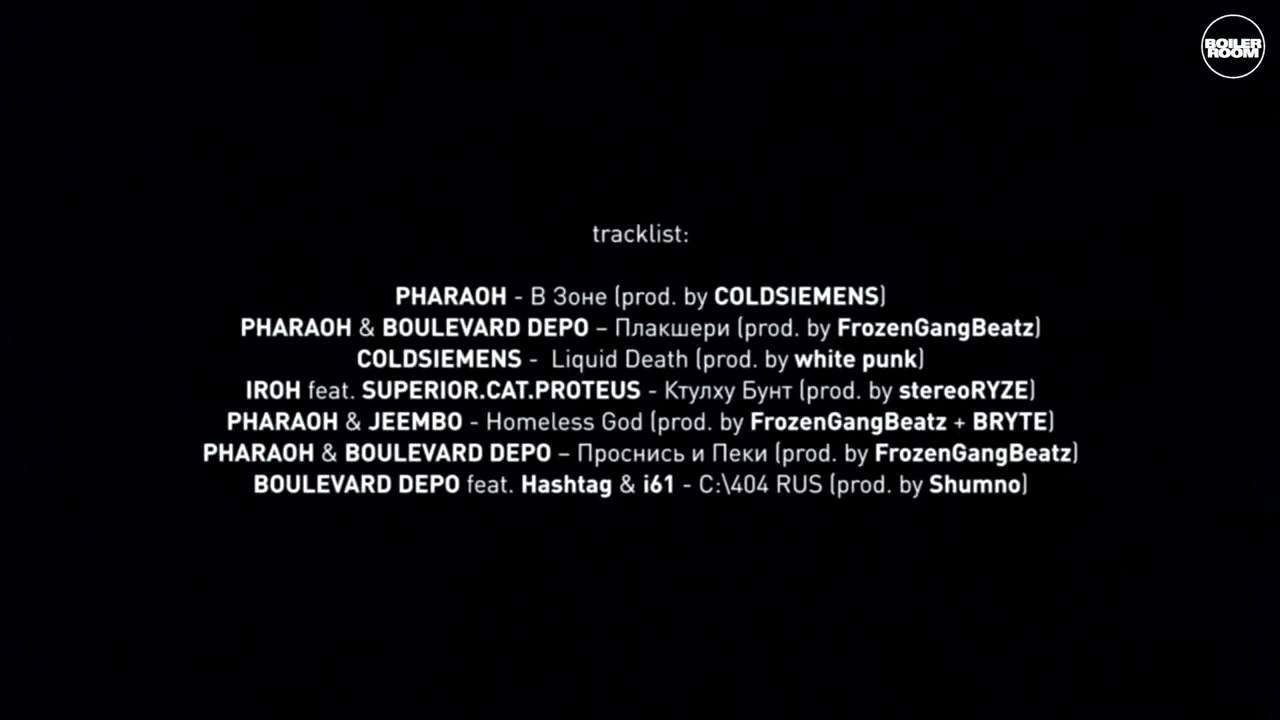 BOILER
ROOM
tracklist:
PHARAOH - В Зоне (prod. by COLDSIEMENS)
PHARAOH & BOULEVARD DEPO – Плакшери (prod. by FrozenGangBeatz)
COLDSIEMENS - Liquid Death (prod. by white punk)
IROH feat. SUPERIOR.CAT.PROTEUS - Ктулху Бунт (prod. by stereoRYZE)
PHARAOH & JEEMBO - Homeless God (prod. by FrozenGangBeatz + BRYTE)
PHARAOH & BOULEVARD DEPO – Проснись и Пеки (prod. by FrozenGangBeatz)
BOULEVARD DEPO feat. Hashtag & i61 - C:\404 RUS (prod. by Shumno)